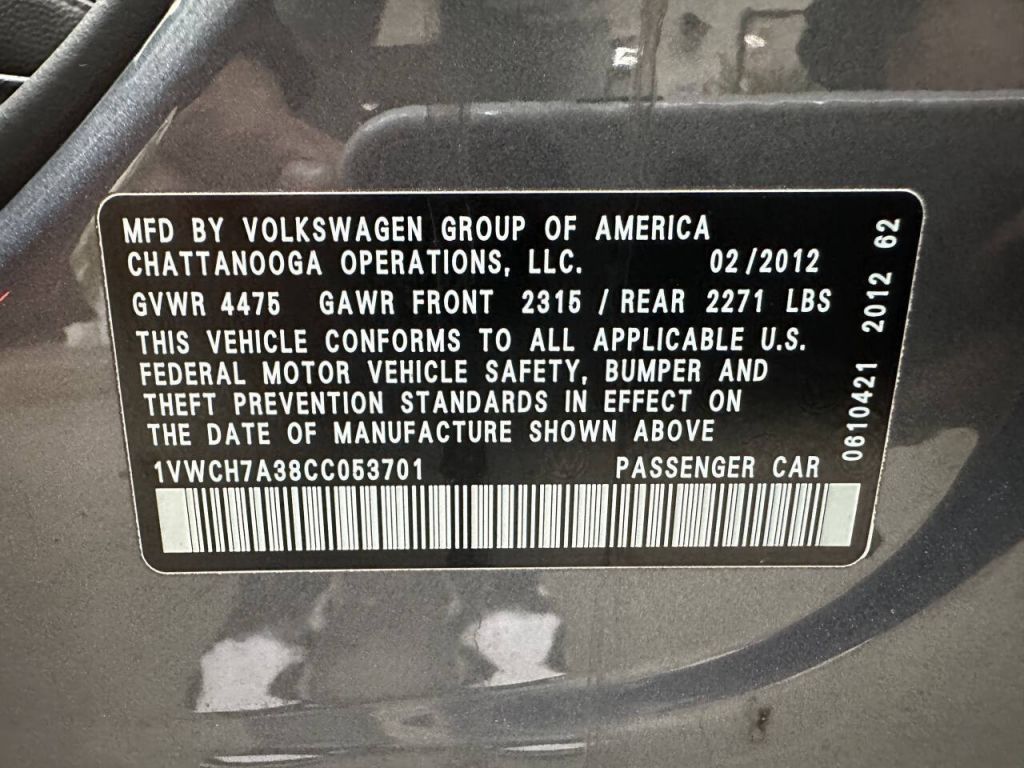 MFD BY VOLKSWAGEN GROUP OF AMERICA
CHATTANOOGA OPERATIONS, LLC. 02/2012
GVWR 4475 GAWR FRONT 2315 / REAR 2271 LBS
THIS VEHICLE CONFORMS TO ALL APPLICABLE U.S.
FEDERAL MOTOR VEHICLE SAFETY, BUMPER AND
THEFT PREVENTION STANDARDS IN EFFECT ON
THE DATE OF MANUFACTURE SHOWN ABOVE
1VWCH7A38CC053701 PASSENGER CAR
0610421 2012 62